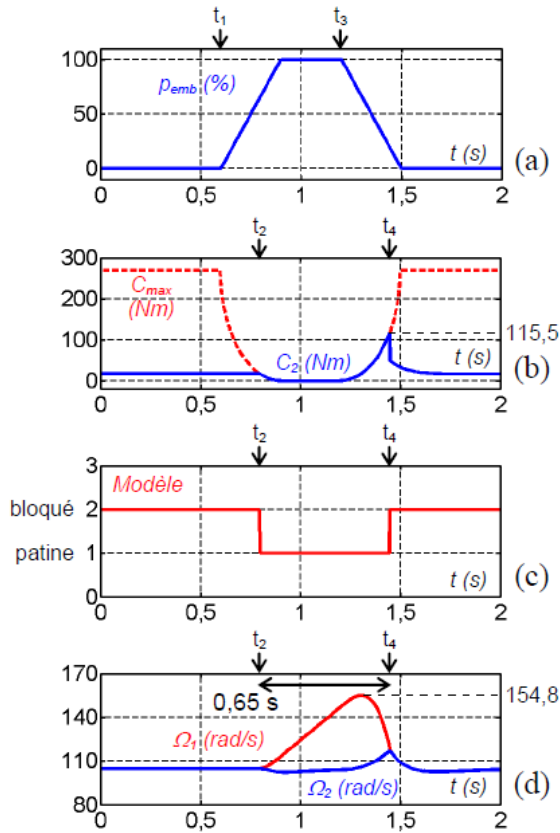 t1 t3
100
p_emb (%)
50
0
t (s)
0 0,5 1 1,5 2
(a)
t2 t4
300
Cmax
(Nm)
200
100
115,5
C2 (Nm)
t (s)
0
0 0,5 1 1,5 2
(b)
t2 t4
3
Modèle
bloqué 2
patine 1
t (s)
0
0 0,5 1 1,5 2
(c)
t2 t4
170
154,8
0,65 s
140
Ω1 (rad/s)
110
Ω2 (rad/s)
t (s)
80
0 0,5 1 1,5 2
(d)